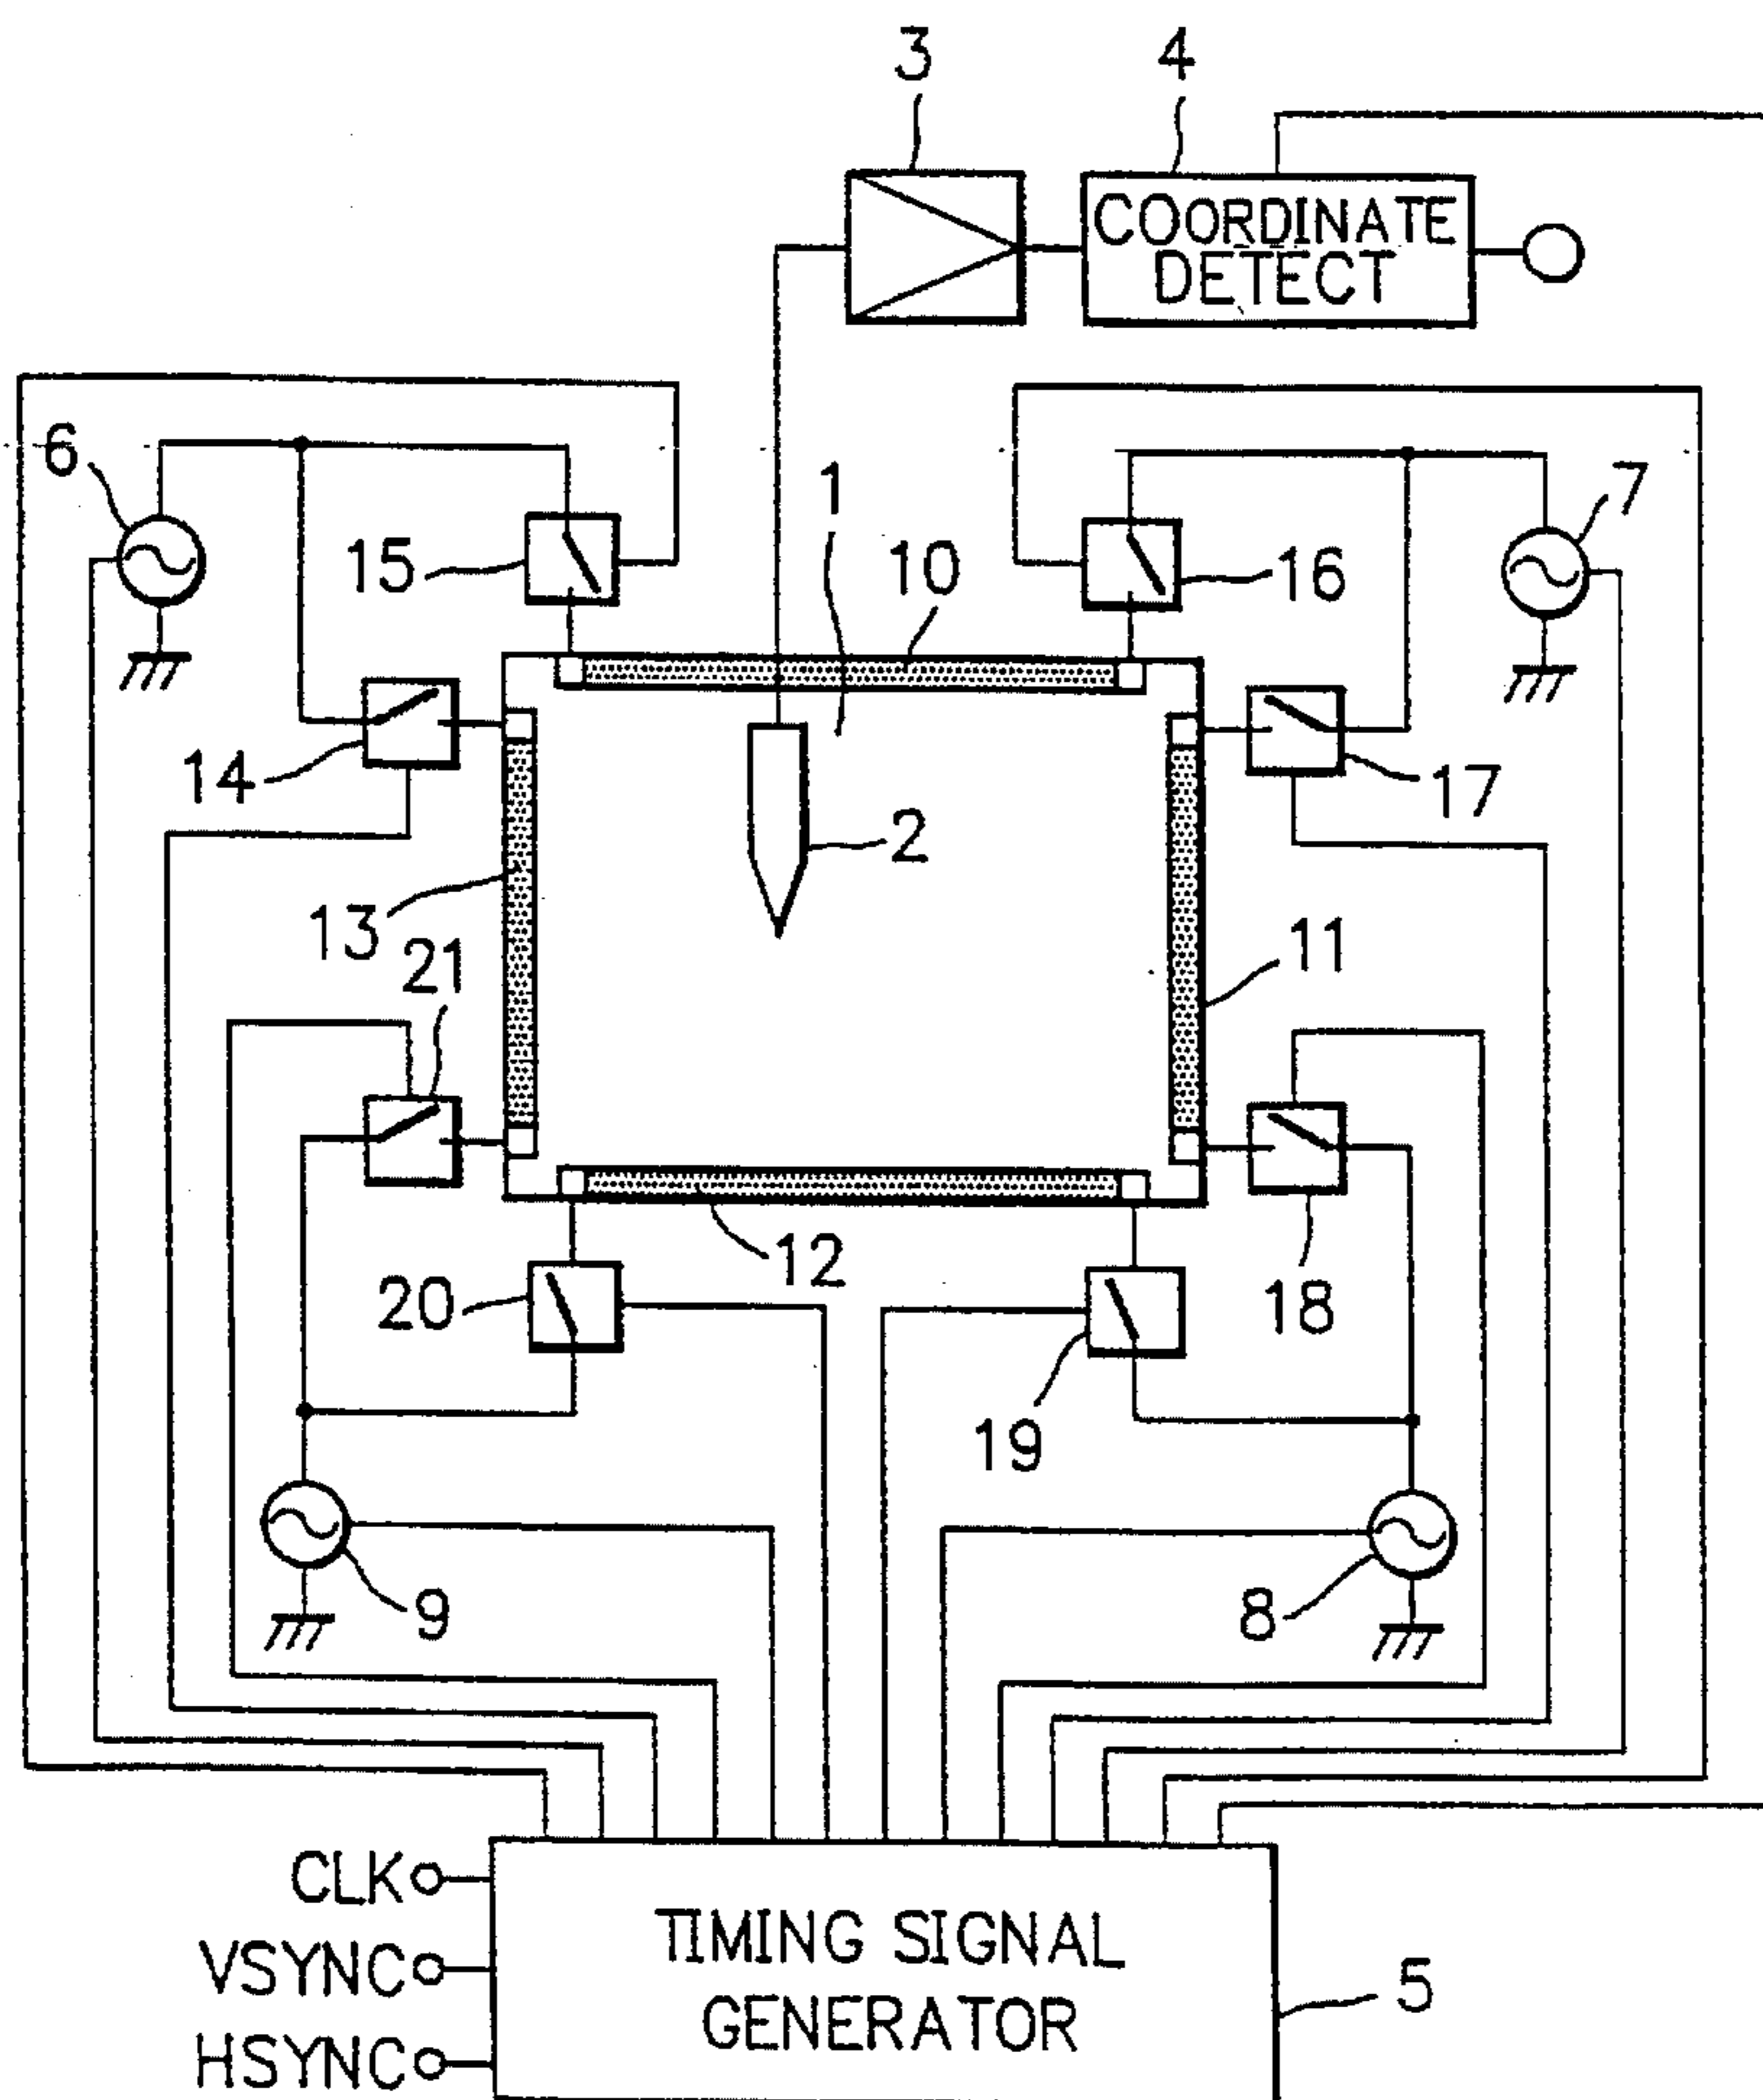 3 4
COORDINATE
DETECT
6 1 7
15 10 16
14 17
2
13 11
21
12
20 18
19
9 8
CLK
TIMING SIGNAL
VSYNC
5
GENERATOR
HSYNC